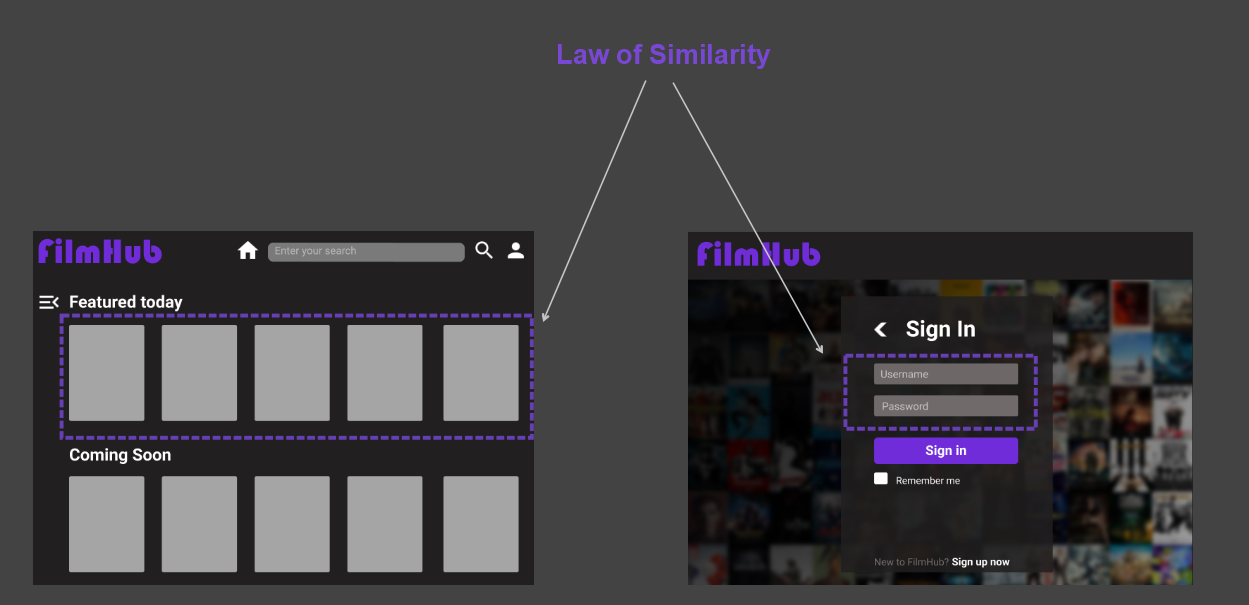 Law of Similarity
FilmHub
Enter your search
Featured today
Coming Soon
FilmHub
Sign In
Username
Password
Sign in
Remember me
New to FilmHub? Sign up now